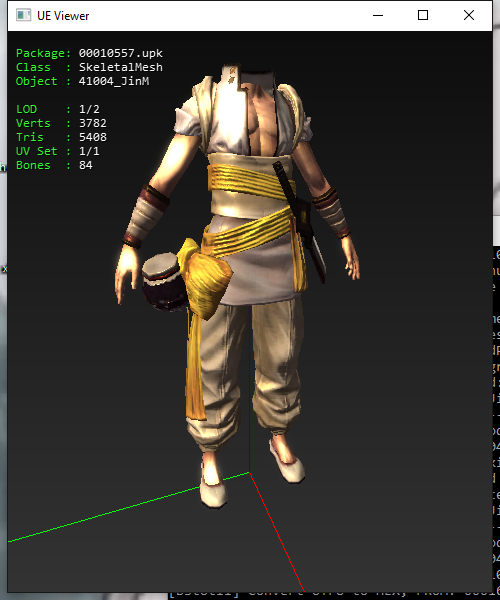 UE Viewer
Package: 00010557.upk
Class : SkeletalMesh
Object : 41004_JinM
LOD : 1/2
Verts : 3782
Tris : 5408
UV Set : 1/1
Bones : 84